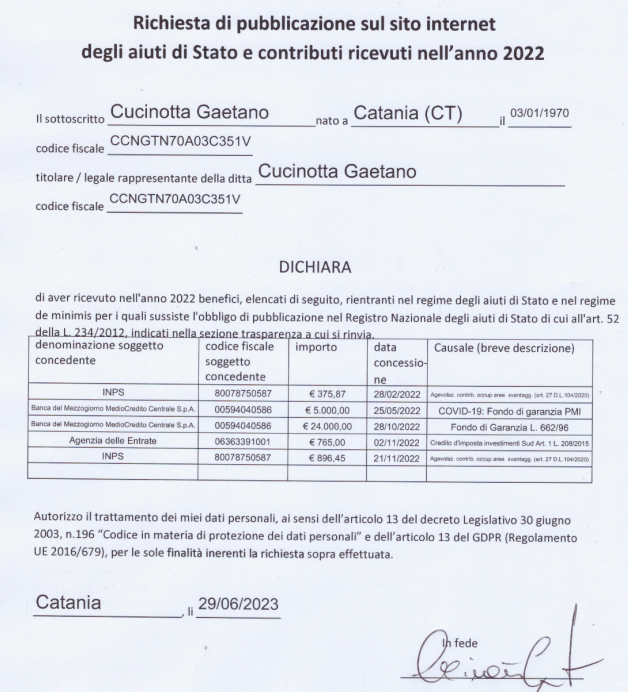 Richiesta di pubblicazione sul sito internet
degli aiuti di Stato e contributi ricevuti nell'anno 2022
Il sottoscritto Cucinotta Gaetano nato a Catania (CT) il 03/01/1970
codice fiscale CCNGTN70A03C351V
titolare / legale rappresentante della ditta Cucinotta Gaetano
codice fiscale CCNGTN70A03C351V
DICHIARA
di aver ricevuto nell'anno 2022 benefici, elencati di seguito, rientranti nel regime degli aiuti di Stato e nel regime
de minimis per i quali sussiste l'obbligo di pubblicazione nel Registro Nazionale degli aiuti di Stato di cui all'art. 52
della L. 234/2012, indicati nella sezione trasparenza a cui si rinvia.
denominazione soggetto concedente codice fiscale soggetto concedente importo data concessio-ne Causale (breve descrizione)
INPS 80078750587 € 375,87 28/02/2022 Agevolaz. contrib. occup aree svantagg. (art. 27 D.L.104/2020)
Banca del Mezzogiorno MedioCredito Centrale S.p.A. 00594040586 € 5.000,00 25/05/2022 COVID-19: Fondo di garanzia PMI
Banca del Mezzogiorno MedioCredito Centrale S.p.A. 00594040586 € 24.000,00 28/10/2022 Fondo di Garanzia L. 662/96
Agenzia delle Entrate 06363391001 € 765,00 02/11/2022 Credito d'imposta investimenti Sud Art. 1 L. 208/2015
INPS 80078750587 € 896,45 21/11/2022 Agevolaz. contrib. occup aree svantagg. (art. 27 D.L.104/2020)
Autorizzo il trattamento dei miei dati personali, ai sensi dell'articolo 13 del decreto Legislativo 30 giugno
2003, n.196 "Codice in materia di protezione dei dati personali" e dell'articolo 13 del GDPR (Regolamento
UE 2016/679), per le sole finalità inerenti la richiesta sopra effettuata.
Catania, li 29/06/2023
In fede